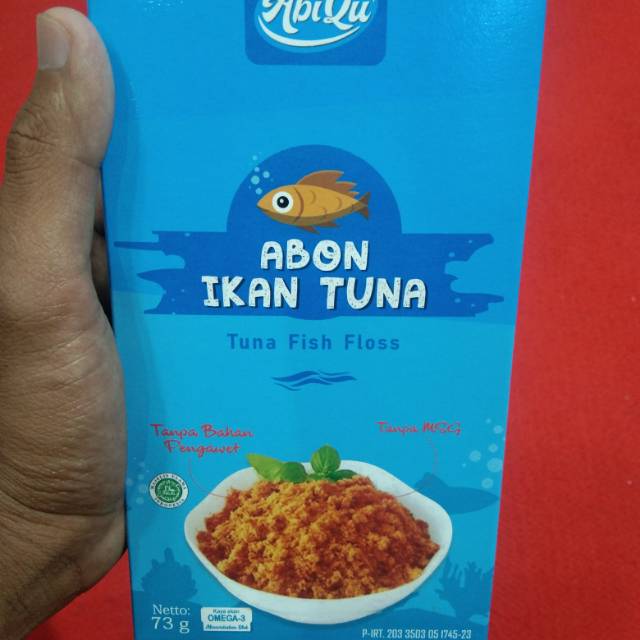 AbiQu
ABON
IKAN TUNA
Tuna Fish Floss
Tanpa Bahan
Pengawet
Tanpa MSG
Netto:
73 g
Kaya akan
OMEGA-3
P-IRT. 203 3503 05 1745-23